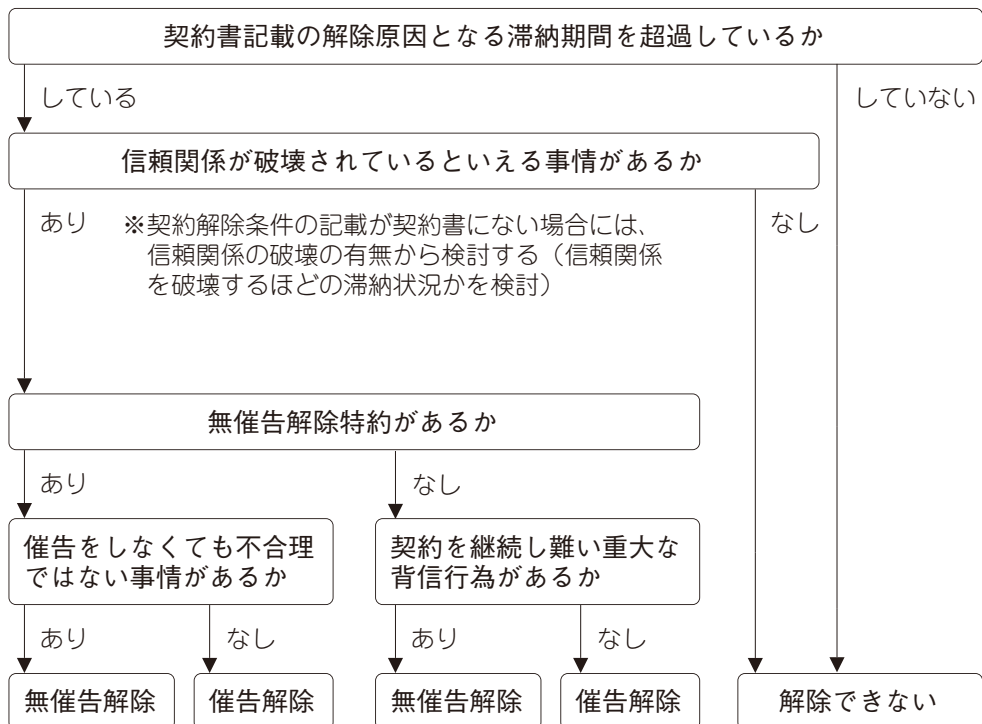 契約書記載の解除原因となる滞納期間を超過しているか
している
していない
信頼関係が破壊されているといえる事情があるか
あり
※契約解除条件の記載が契約書にない場合には、
信頼関係の破壊の有無から検討する（信頼関係
を破壊するほどの滞納状況かを検討）
なし
無催告解除特約があるか
あり
なし
催告をしなくても不合理
ではない事情があるか
契約を継続し難い重大な
背信行為があるか
あり
なし
あり
なし
無催告解除
催告解除
無催告解除
催告解除
解除できない